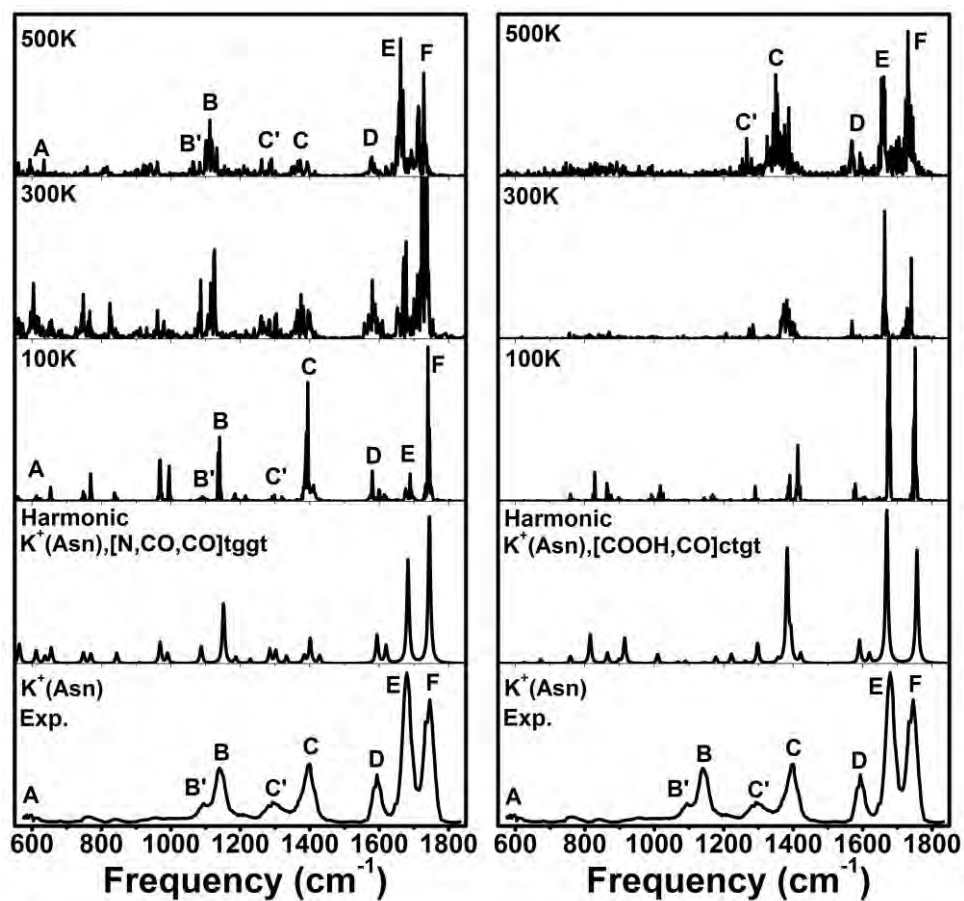 500K
A
B'
B
C'
C
D
E
F
300K
100K
A
B'
B
C'
C
D
E
F
Harmonic
K⁺(Asn),[N,CO,CO]tggt
K⁺(Asn)
Exp.
A
B'
B
C'
C
D
E
F
600 800 1000 1200 1400 1600 1800
Frequency (cm⁻¹)
500K
C'
C
D
E
F
300K
100K
Harmonic
K⁺(Asn),[COOH,CO]ctgt
K⁺(Asn)
Exp.
A
B'
B
C'
C
D
E
F
600 800 1000 1200 1400 1600 1800
Frequency (cm⁻¹)